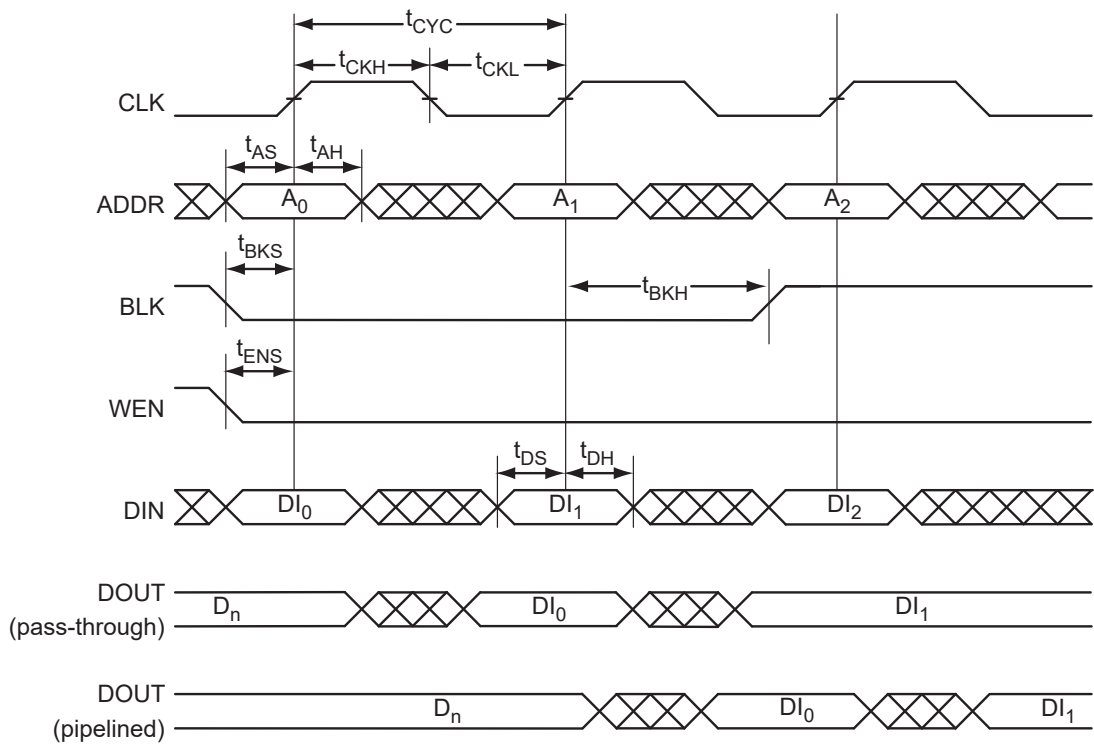 tCYC
tCKH tCKL
CLK
tAS tAH
ADDR A0 A1 A2
tBKS
tBKH
BLK
tENS
WEN
tDS tDH
DIN DI0 DI1 DI2
DOUT
(pass-through)
Dn DI0 DI1
DOUT
(pipelined)
Dn DI0 DI1